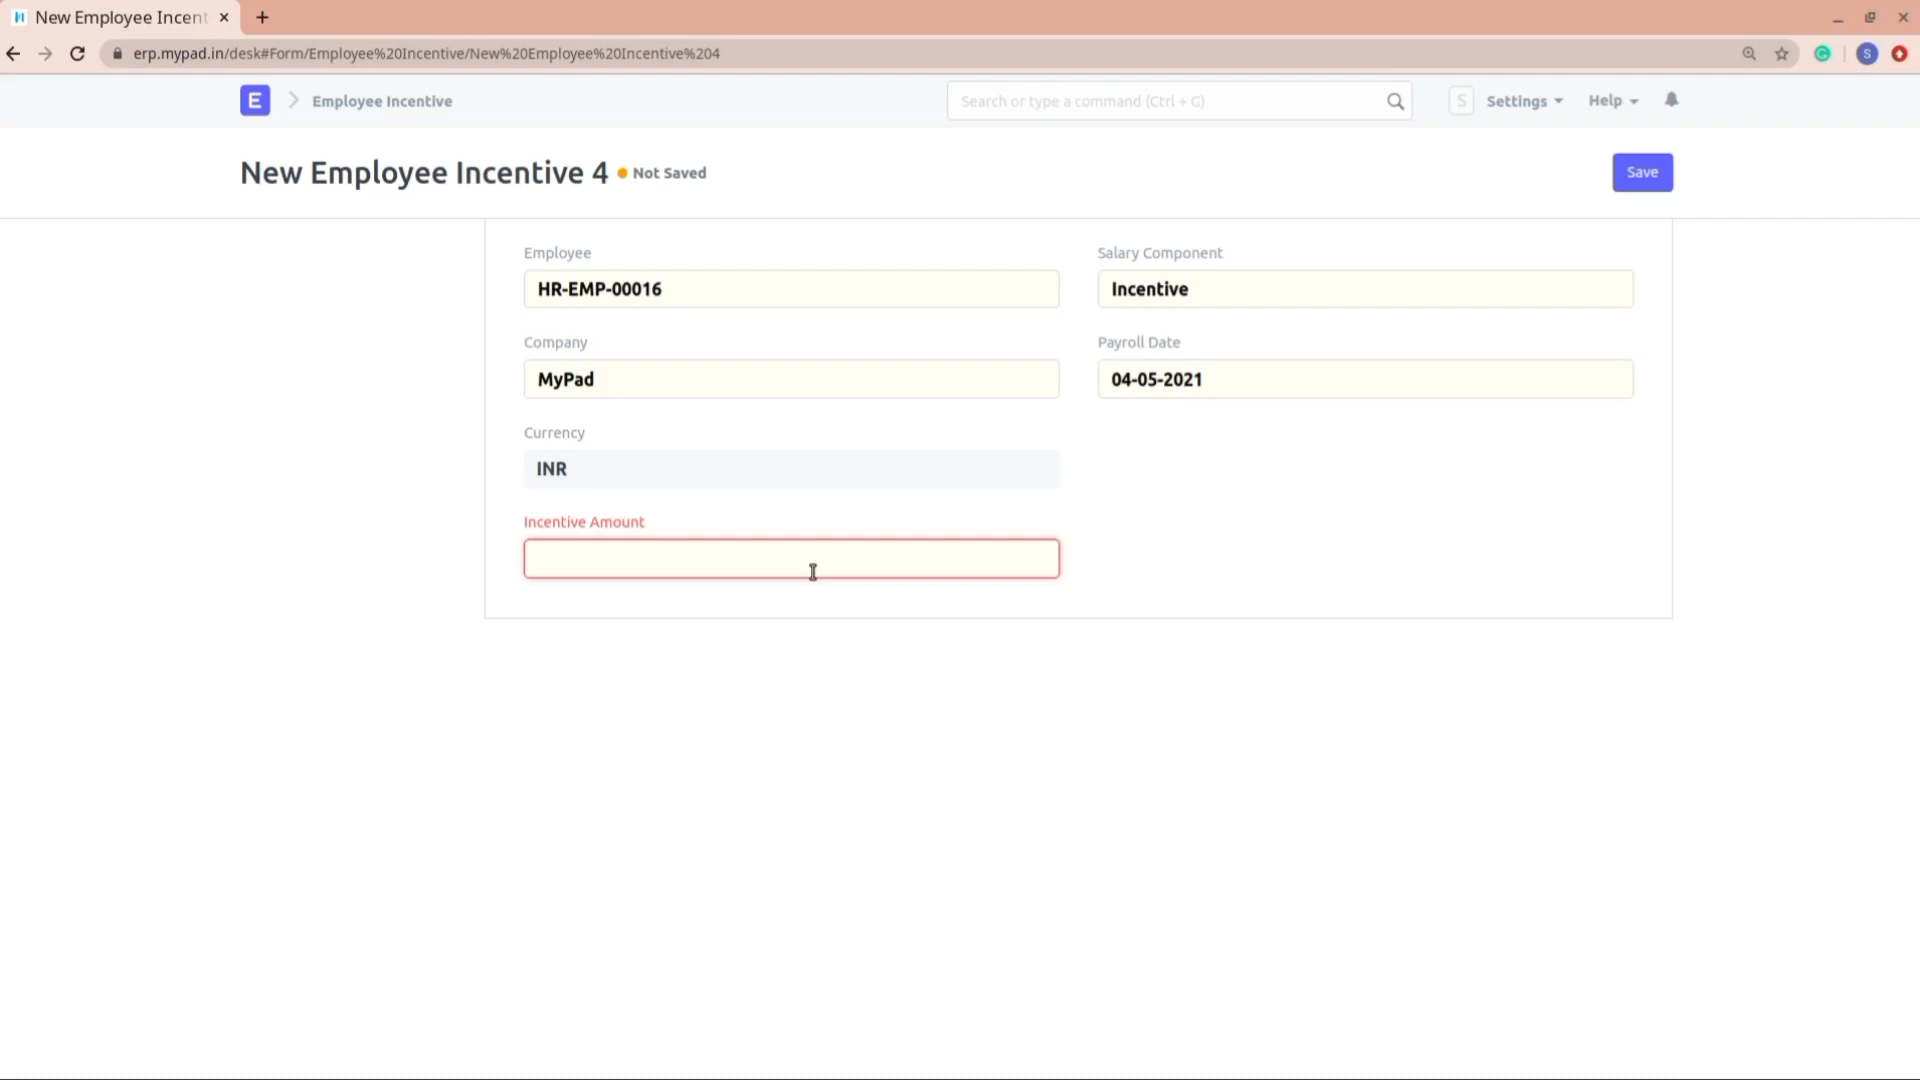 New Employee Incent
erp.mypad.in/desk#Form/Employee%20Incentive/New%20Employee%20Incentive%204
S
E
Employee Incentive
Search or type a command (Ctrl + G)
S
Settings
Help
New Employee Incentive 4
Not Saved
Save
Employee
HR-EMP-00016
Salary Component
Incentive
Company
MyPad
Payroll Date
04-05-2021
Currency
INR
Incentive Amount